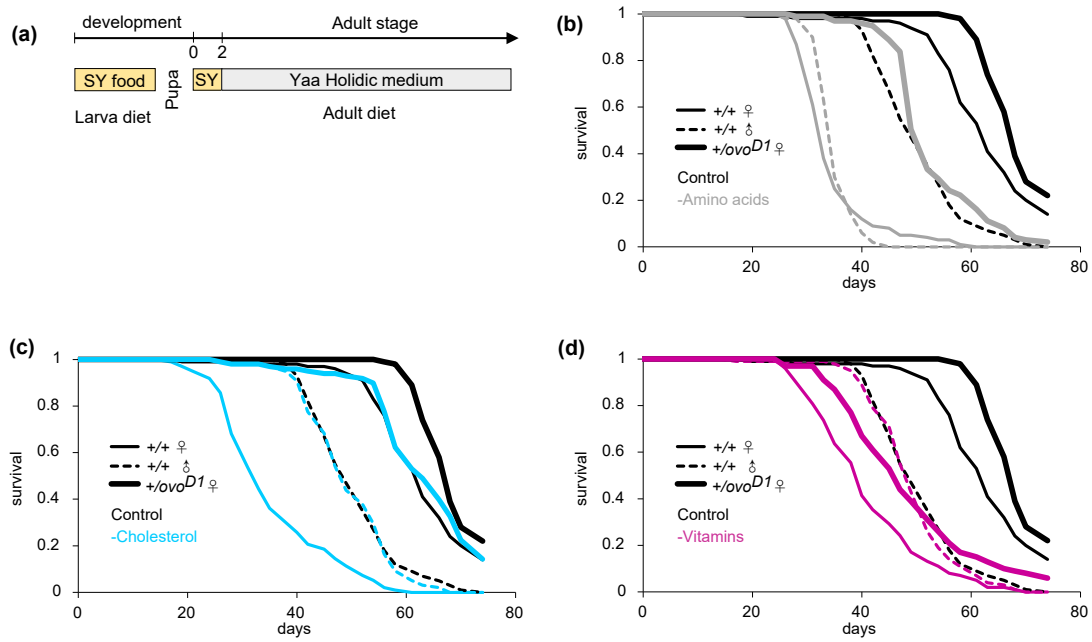 (a)
development
Adult stage
0 2
SY food
Pupa
SY
Yaa Holidic medium
Larva diet
Adult diet
(b)
survival
1
0.8
0.6
0.4
0.2
0
+/+ ♀
+/+ ♂
+/ovoD1 ♀
Control
-Amino acids
0 20 40 60 80
days
(c)
survival
1
0.8
0.6
0.4
0.2
0
+/+ ♀
+/+ ♂
+/ovoD1 ♀
Control
-Cholesterol
0 20 40 60 80
days
(d)
survival
1
0.8
0.6
0.4
0.2
0
+/+ ♀
+/+ ♂
+/ovoD1 ♀
Control
-Vitamins
0 20 40 60 80
days